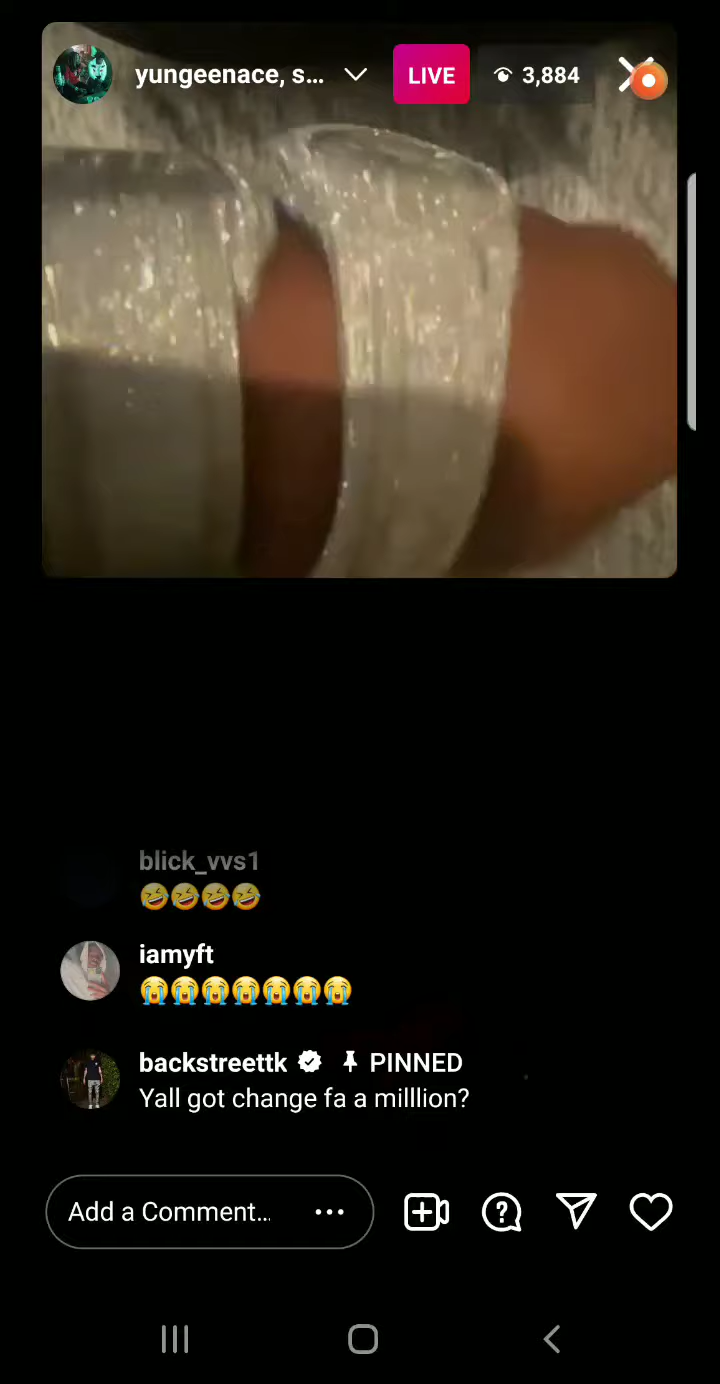 yungeenace, s...
LIVE
3,884
blick_vvs1
🤣🤣🤣🤣
iamyft
😭😭😭😭😭😭😭
backstreettk PINNED
Yall got change fa a milllion?
Add a Comment...